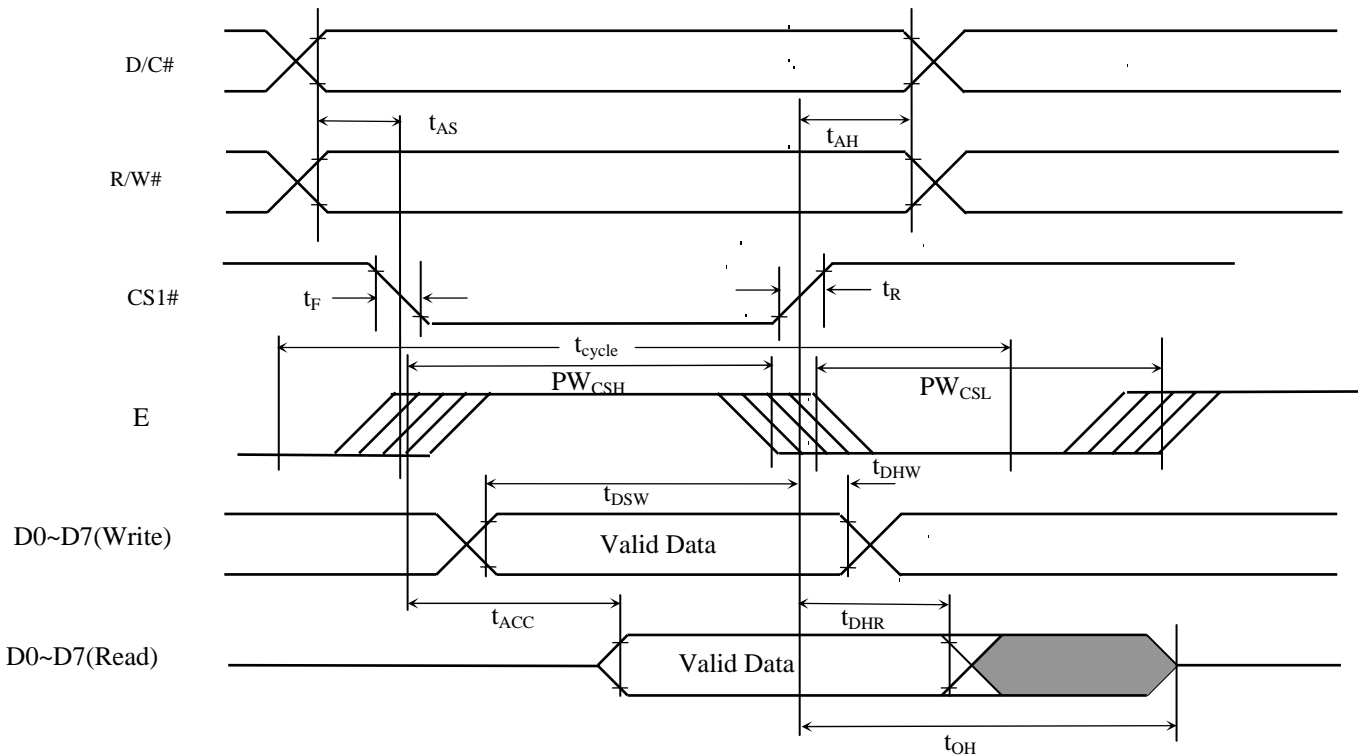 D/C#
t_AS
t_AH
R/W#
CS1#
t_F
t_R
t_cycle
PW_CSH
PW_CSL
E
t_DHW
t_DSW
D0~D7(Write)
Valid Data
t_ACC
t_DHR
D0~D7(Read)
Valid Data
t_OH